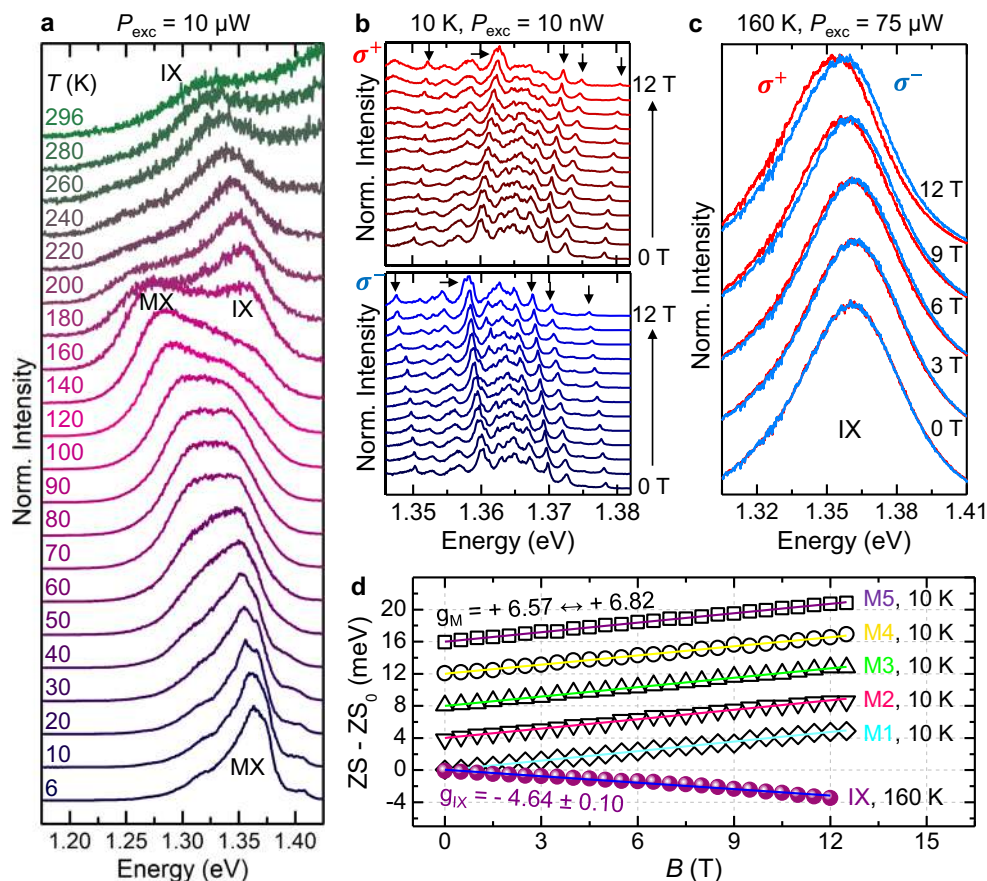 a
P_exc = 10 μW
T (K)
IX
296
280
260
240
220
200
180
160
140
120
100
90
80
70
60
50
40
30
20
10
6
MX
IX
MX
Norm. Intensity
1.20 1.25 1.30 1.35 1.40
Energy (eV)
b
10 K, P_exc = 10 nW
σ⁺
12 T
0 T
Norm. Intensity
σ⁻
12 T
0 T
Norm. Intensity
1.35 1.36 1.37 1.38
Energy (eV)
c
160 K, P_exc = 75 μW
σ⁺
σ⁻
12 T
9 T
6 T
3 T
0 T
IX
Norm. Intensity
1.32 1.35 1.38 1.41
Energy (eV)
d
g_M = + 6.57 ↔ + 6.82
M5, 10 K
M4, 10 K
M3, 10 K
M2, 10 K
M1, 10 K
IX, 160 K
g_IX = - 4.64 ± 0.10
20
16
12
8
4
0
-4
ZS - ZS₀ (meV)
0 3 6 9 12 15
B (T)